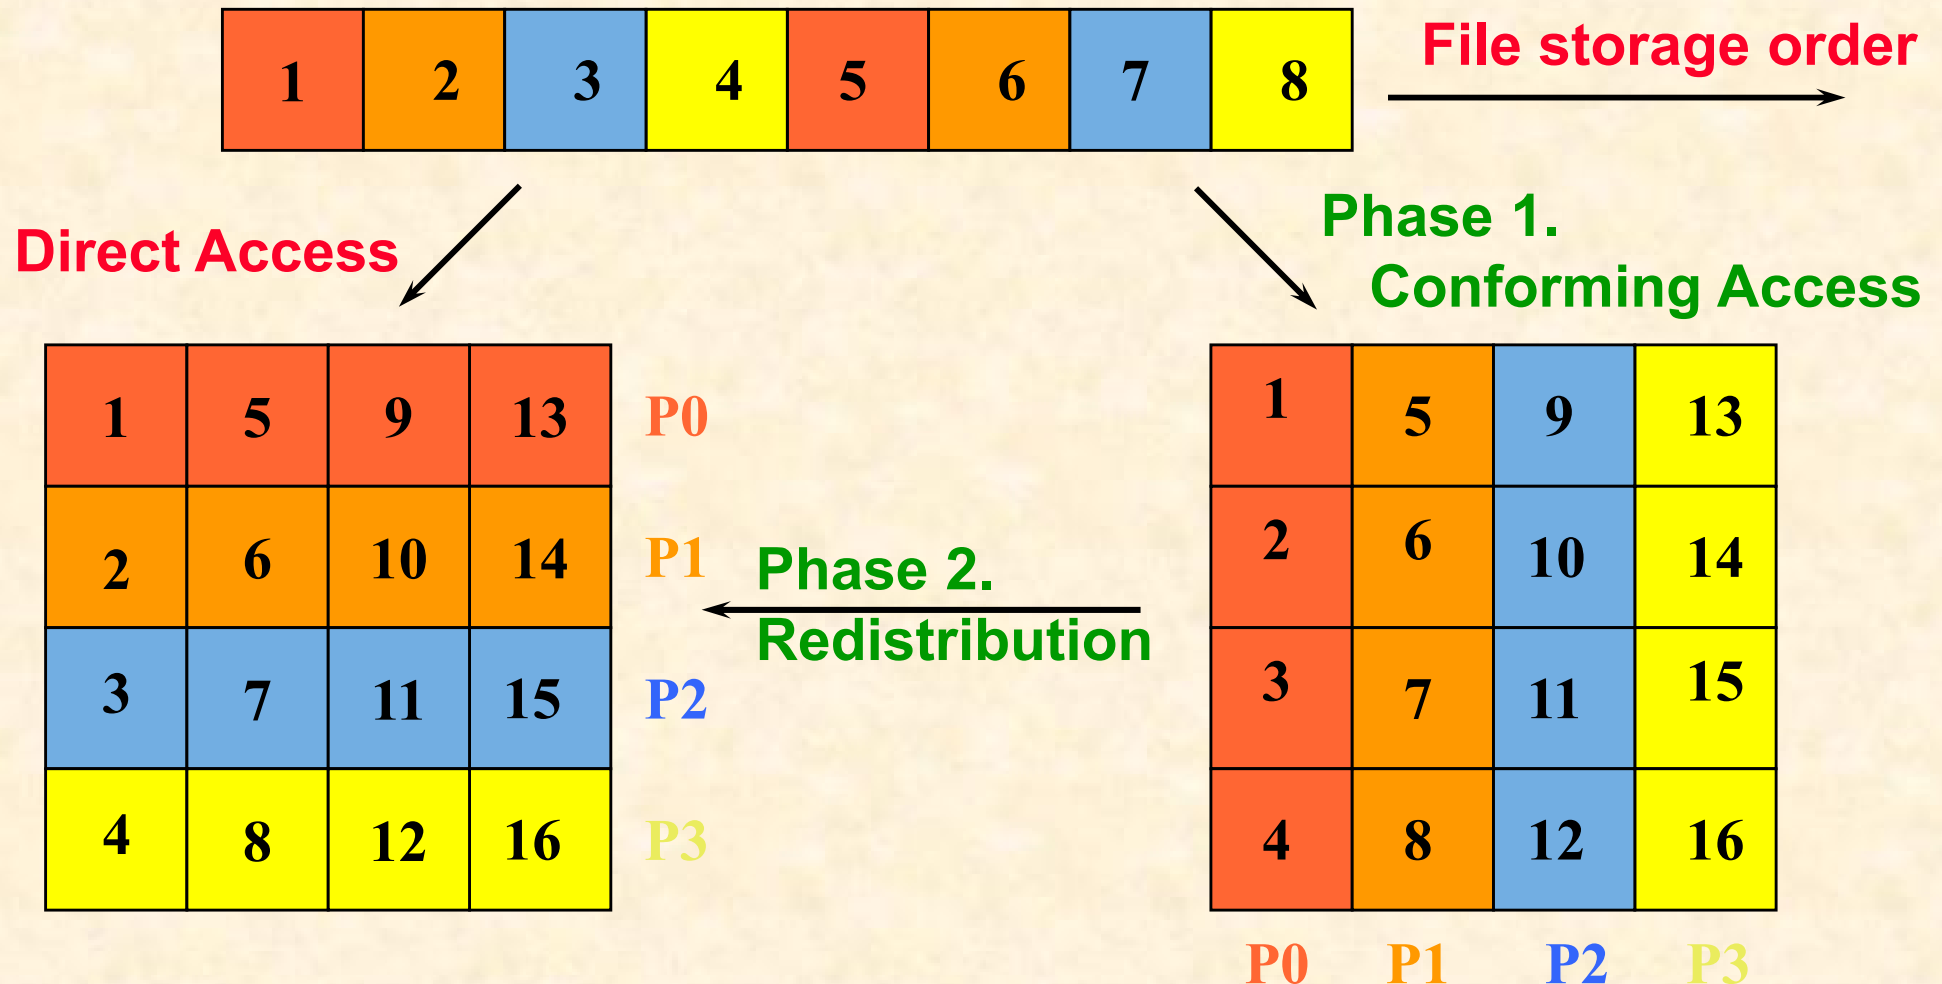 1 2 3 4 5 6 7 8
File storage order
Direct Access
Phase 1.
Conforming Access
1 5 9 13 P0
2 6 10 14 P1
3 7 11 15 P2
4 8 12 16 P3
Phase 2.
Redistribution
1 5 9 13
2 6 10 14
3 7 11 15
4 8 12 16
P0 P1 P2 P3